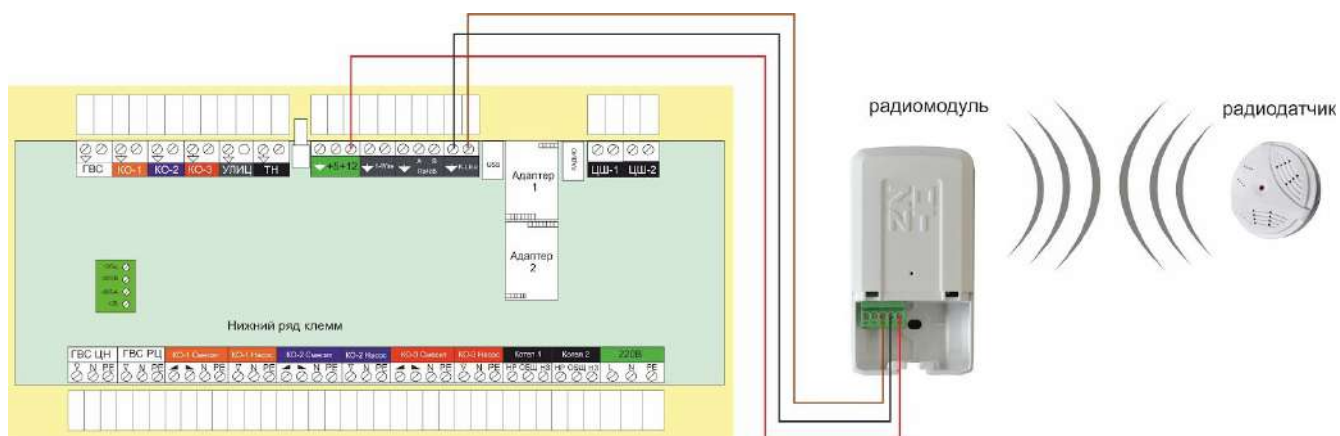 радиомодуль
радиодатчик
ГВС КО-1 КО-2 КО-3 УЛИЦ ТН
+5 +12
A B
USB
ЦШ-1 ЦШ-2
Адаптер
1
Адаптер
2
Нижний ряд клемм
ГВС ЦН ГВС РЦ КО-1 Смесит КО-1 Насос КО-2 Смесит КО-2 Насос КО-3 Смесит КО-3 Насос Котел 1 Котел 2 220В
N PE N PE N PE N PE N PE N PE N PE N PE НР ОБЩ НЗ НР ОБЩ НЗ L N PE